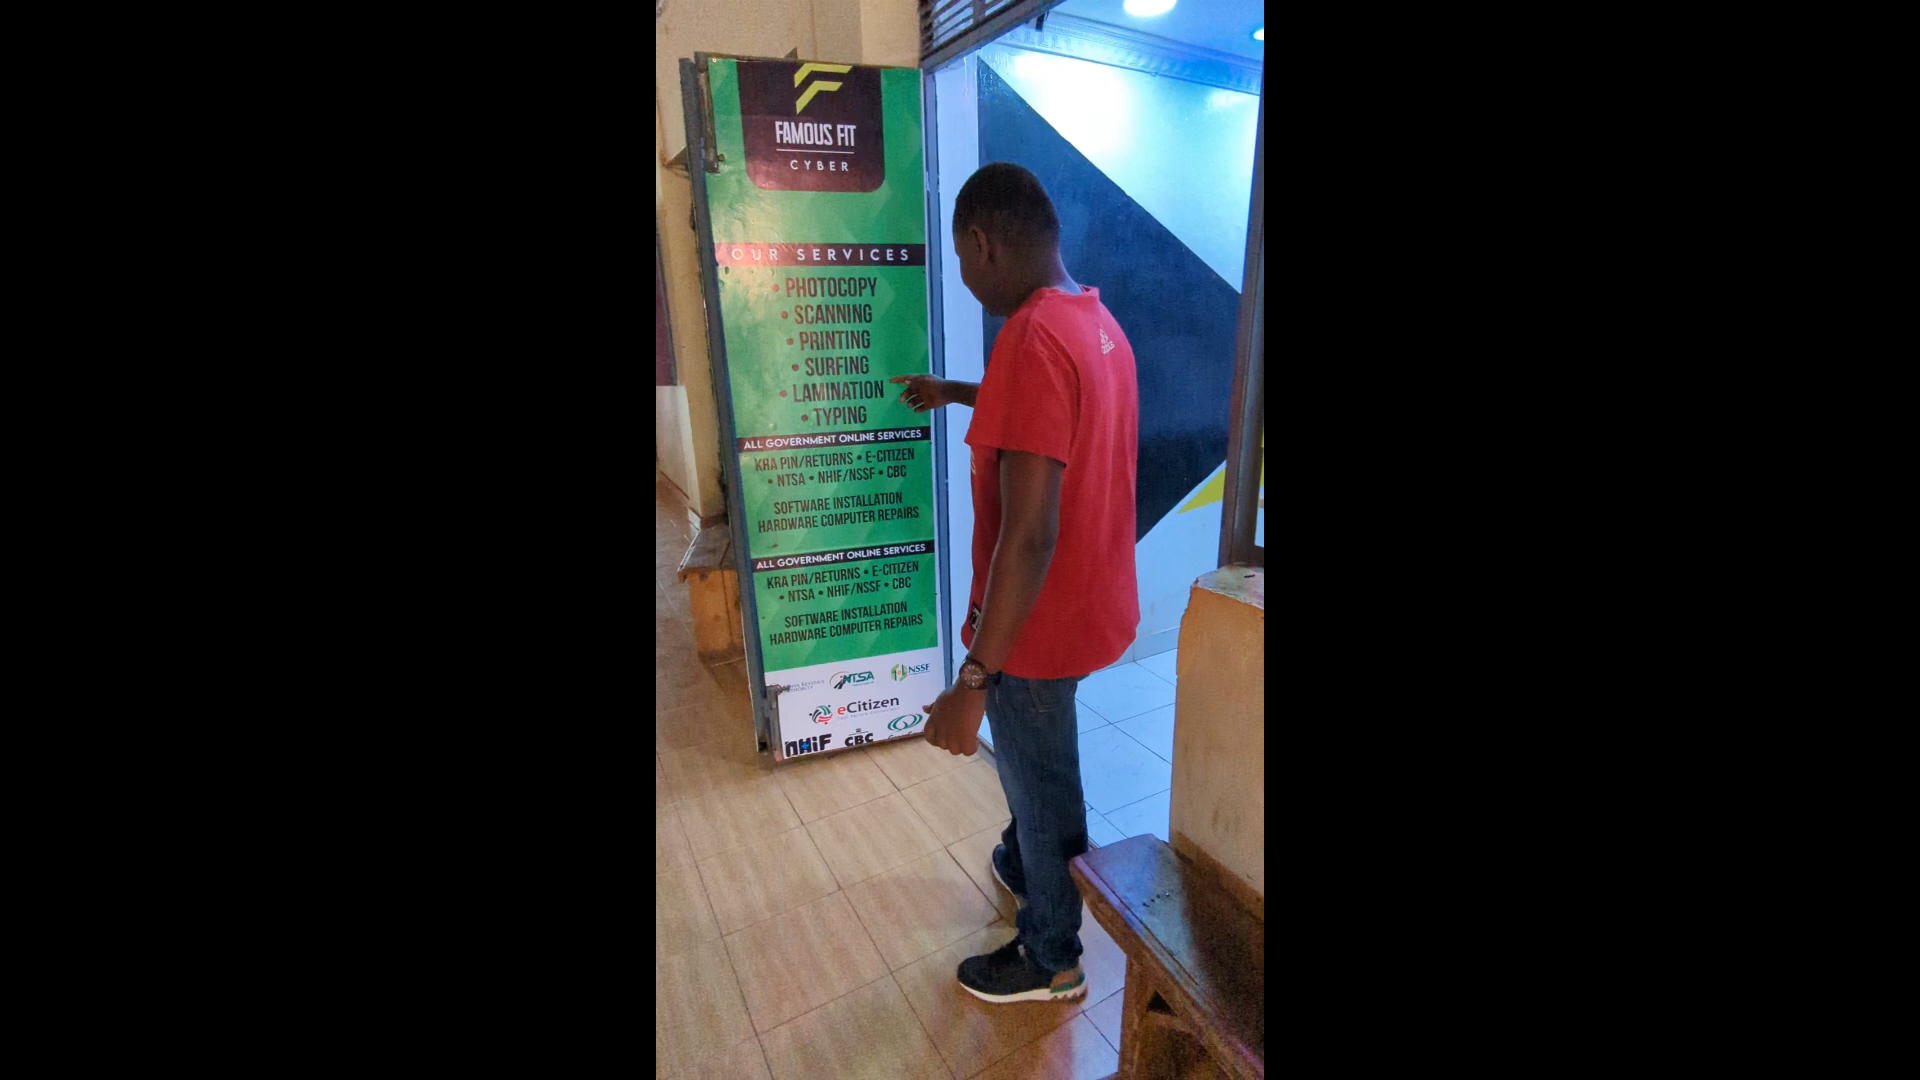 FAMOUS FIT
CYBER
OUR SERVICES
• PHOTOCOPY
• SCANNING
• PRINTING
• SURFING
• LAMINATION
• TYPING
ALL GOVERNMENT ONLINE SERVICES
KRA PIN/RETURNS • E-CITIZEN
• NTSA • NHIF/NSSF • CBC
SOFTWARE INSTALLATION
HARDWARE COMPUTER REPAIRS
ALL GOVERNMENT ONLINE SERVICES
KRA PIN/RETURNS • E-CITIZEN
• NTSA • NHIF/NSSF • CBC
SOFTWARE INSTALLATION
HARDWARE COMPUTER REPAIRS
NTSA
NSSF
eCitizen
nHiF
CBC